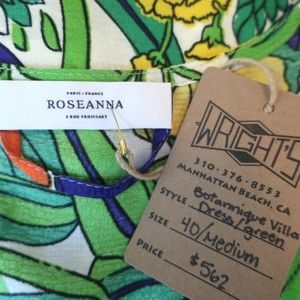 PARIS - FRANCE
ROSEANNA
5 RUE FROISSART
WRIGHT'S
310·376·8553
MANHATTAN BEACH, CA
STYLE Botannique Villa
Dress/green
SIZE 40/Medium
PRICE $562